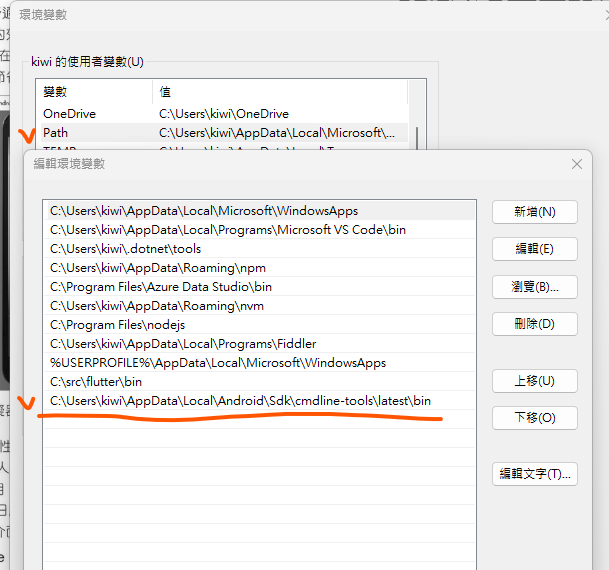 環境變數
kiwi 的使用者變數(U)
變數 值
OneDrive C:\Users\kiwi\OneDrive
Path C:\Users\kiwi\AppData\Local\Microsoft\...
編輯環境變數
C:\Users\kiwi\AppData\Local\Microsoft\WindowsApps
C:\Users\kiwi\AppData\Local\Programs\Microsoft VS Code\bin
C:\Users\kiwi\.dotnet\tools
C:\Users\kiwi\AppData\Roaming\npm
C:\Program Files\Azure Data Studio\bin
C:\Users\kiwi\AppData\Roaming\nvm
C:\Program Files\nodejs
C:\Users\kiwi\AppData\Local\Programs\Fiddler
%USERPROFILE%\AppData\Local\Microsoft\WindowsApps
C:\src\flutter\bin
C:\Users\kiwi\AppData\Local\Android\Sdk\cmdline-tools\latest\bin
新增(N)
編輯(E)
瀏覽(B)...
刪除(D)
上移(U)
下移(O)
編輯文字(T)...